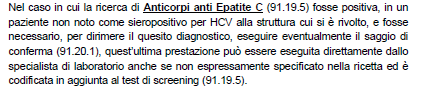 Nel caso in cui la ricerca di Anticorpi anti Epatite C (91.19.5) fosse positiva, in un
paziente non noto come sieropositivo per HCV alla struttura cui si è rivolto, e fosse
necessario, per dirimere il quesito diagnostico, eseguire eventualmente il saggio di
conferma (91.20.1), quest'ultima prestazione può essere eseguita direttamente dallo
specialista di laboratorio anche se non espressamente specificato nella ricetta ed è
codificata in aggiunta al test di screening (91.19.5).